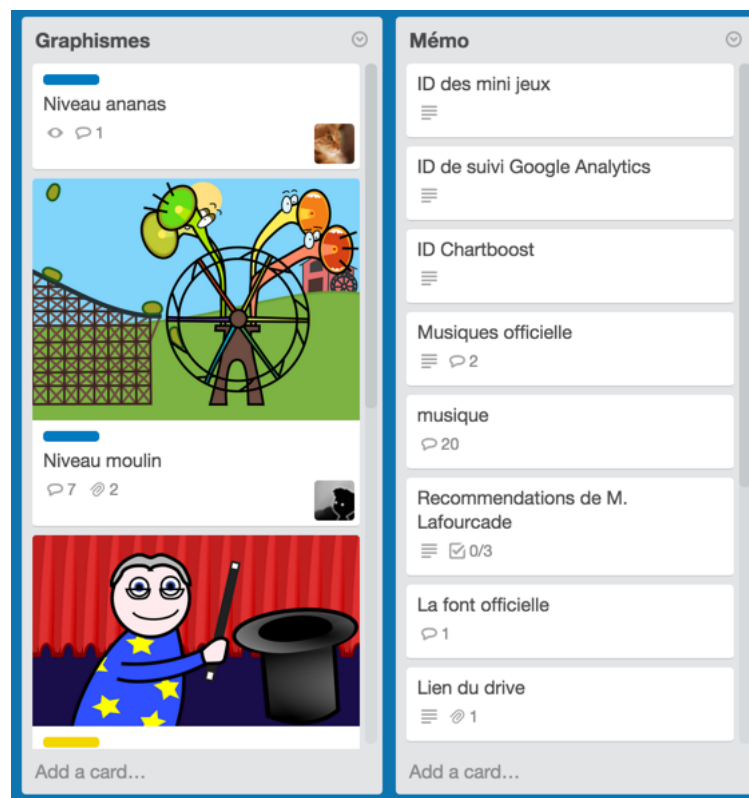 Graphismes
Niveau ananas
1
Niveau moulin
7 2
Add a card...
Mémo
ID des mini jeux
ID de suivi Google Analytics
ID Chartboost
Musiques officielle
2
musique
20
Recommendations de M.
Lafourcade
0/3
La font officielle
1
Lien du drive
1
Add a card...